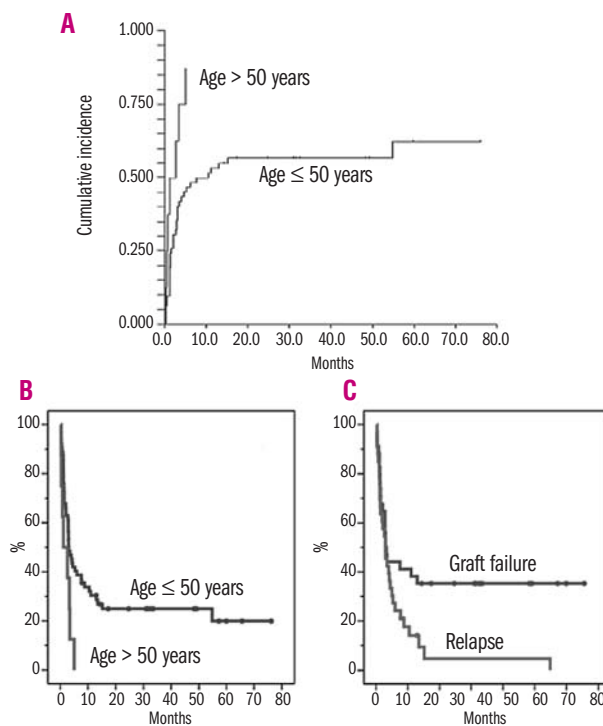 A
1.000
0.750
0.500
0.250
0.000
Cumulative incidence
Age > 50 years
Age ≤ 50 years
0.0 10.0 20.0 30.0 40.0 50.0 60.0 70.0 80.0
Months
B
100
80
60
40
20
0
%
Age ≤ 50 years
Age > 50 years
0 10 20 30 40 50 60 70 80
Months
C
100
80
60
40
20
0
%
Graft failure
Relapse
0 10 20 30 40 50 60 70 80
Months